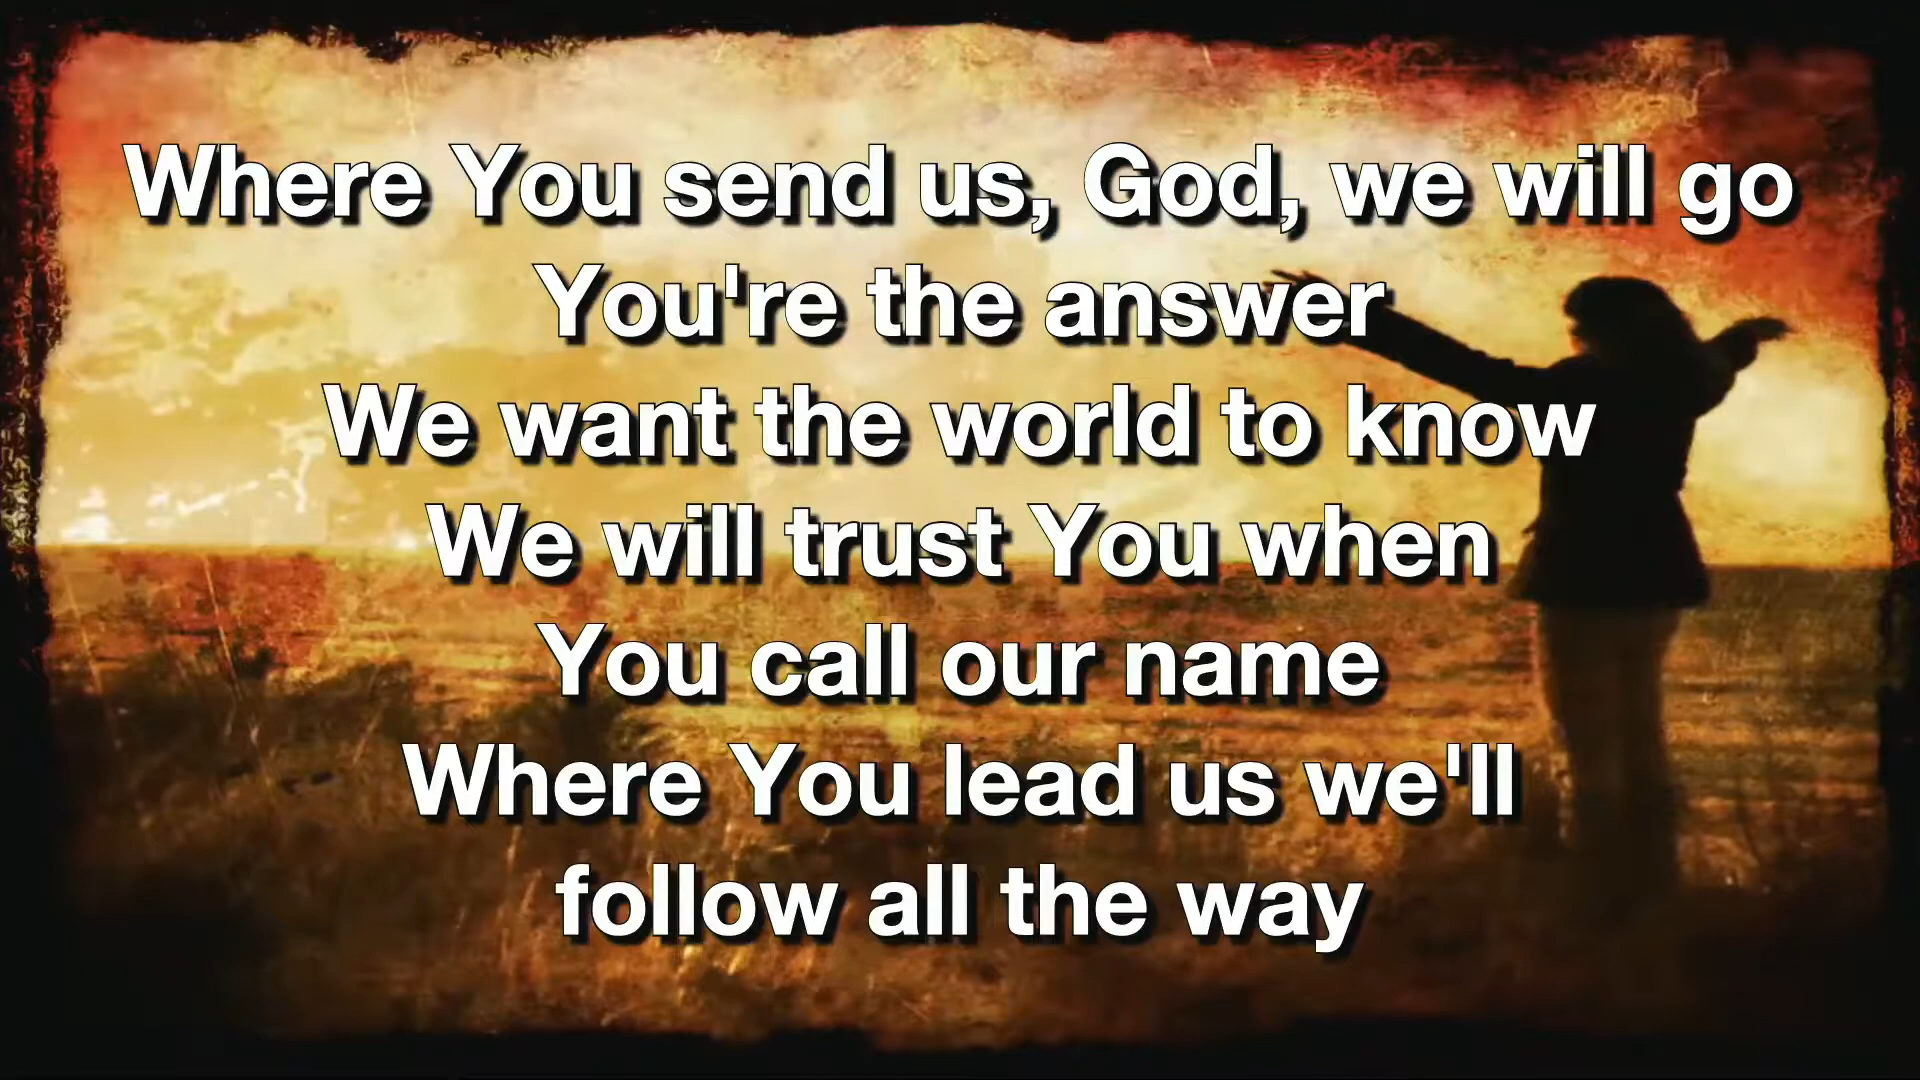 Where You send us, God, we will go
You're the answer
We want the world to know
We will trust You when
You call our name
Where You lead us we'll
follow all the way